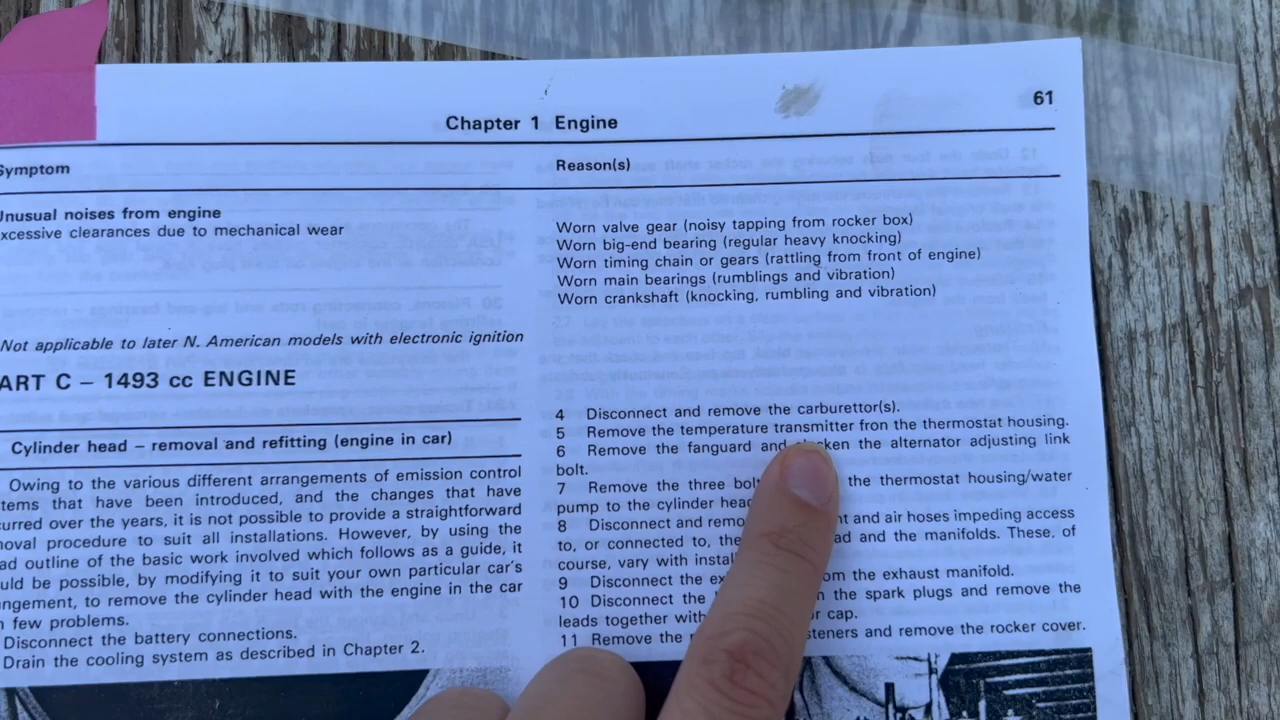 61
Chapter 1 Engine
Symptom
Reason(s)
Unusual noises from engine
xcessive clearances due to mechanical wear
Worn valve gear (noisy tapping from rocker box)
Worn big-end bearing (regular heavy knocking)
Worn timing chain or gears (rattling from front of engine)
Worn main bearings (rumblings and vibration)
Worn crankshaft (knocking, rumbling and vibration)
Not applicable to later N. American models with electronic ignition
ART C – 1493 cc ENGINE
Cylinder head – removal and refitting (engine in car)
Owing to the various different arrangements of emission control
tems that have been introduced, and the changes that have
urred over the years, it is not possible to provide a straightforward
oval procedure to suit all installations. However, by using the
ad outline of the basic work involved which follows as a guide, it
uld be possible, by modifying it to suit your own particular car's
ngement, to remove the cylinder head with the engine in the car
few problems.
Disconnect the battery connections.
Drain the cooling system as described in Chapter 2.
4 Disconnect and remove the carburettor(s).
5 Remove the temperature transmitter fron the thermostat housing.
6 Remove the fanguard and the alternator adjusting link
bolt.
7 Remove the three the thermostat housing/water
pump to the cylinder
8 Disconnect and and air hoses impeding access
to, or connected to, the and the manifolds. These, of
course, vary with
9 Disconnect the the exhaust manifold.
10 Disconnect the the spark plugs and remove the
leads together cap.
11 Remove the and remove the rocker cover.